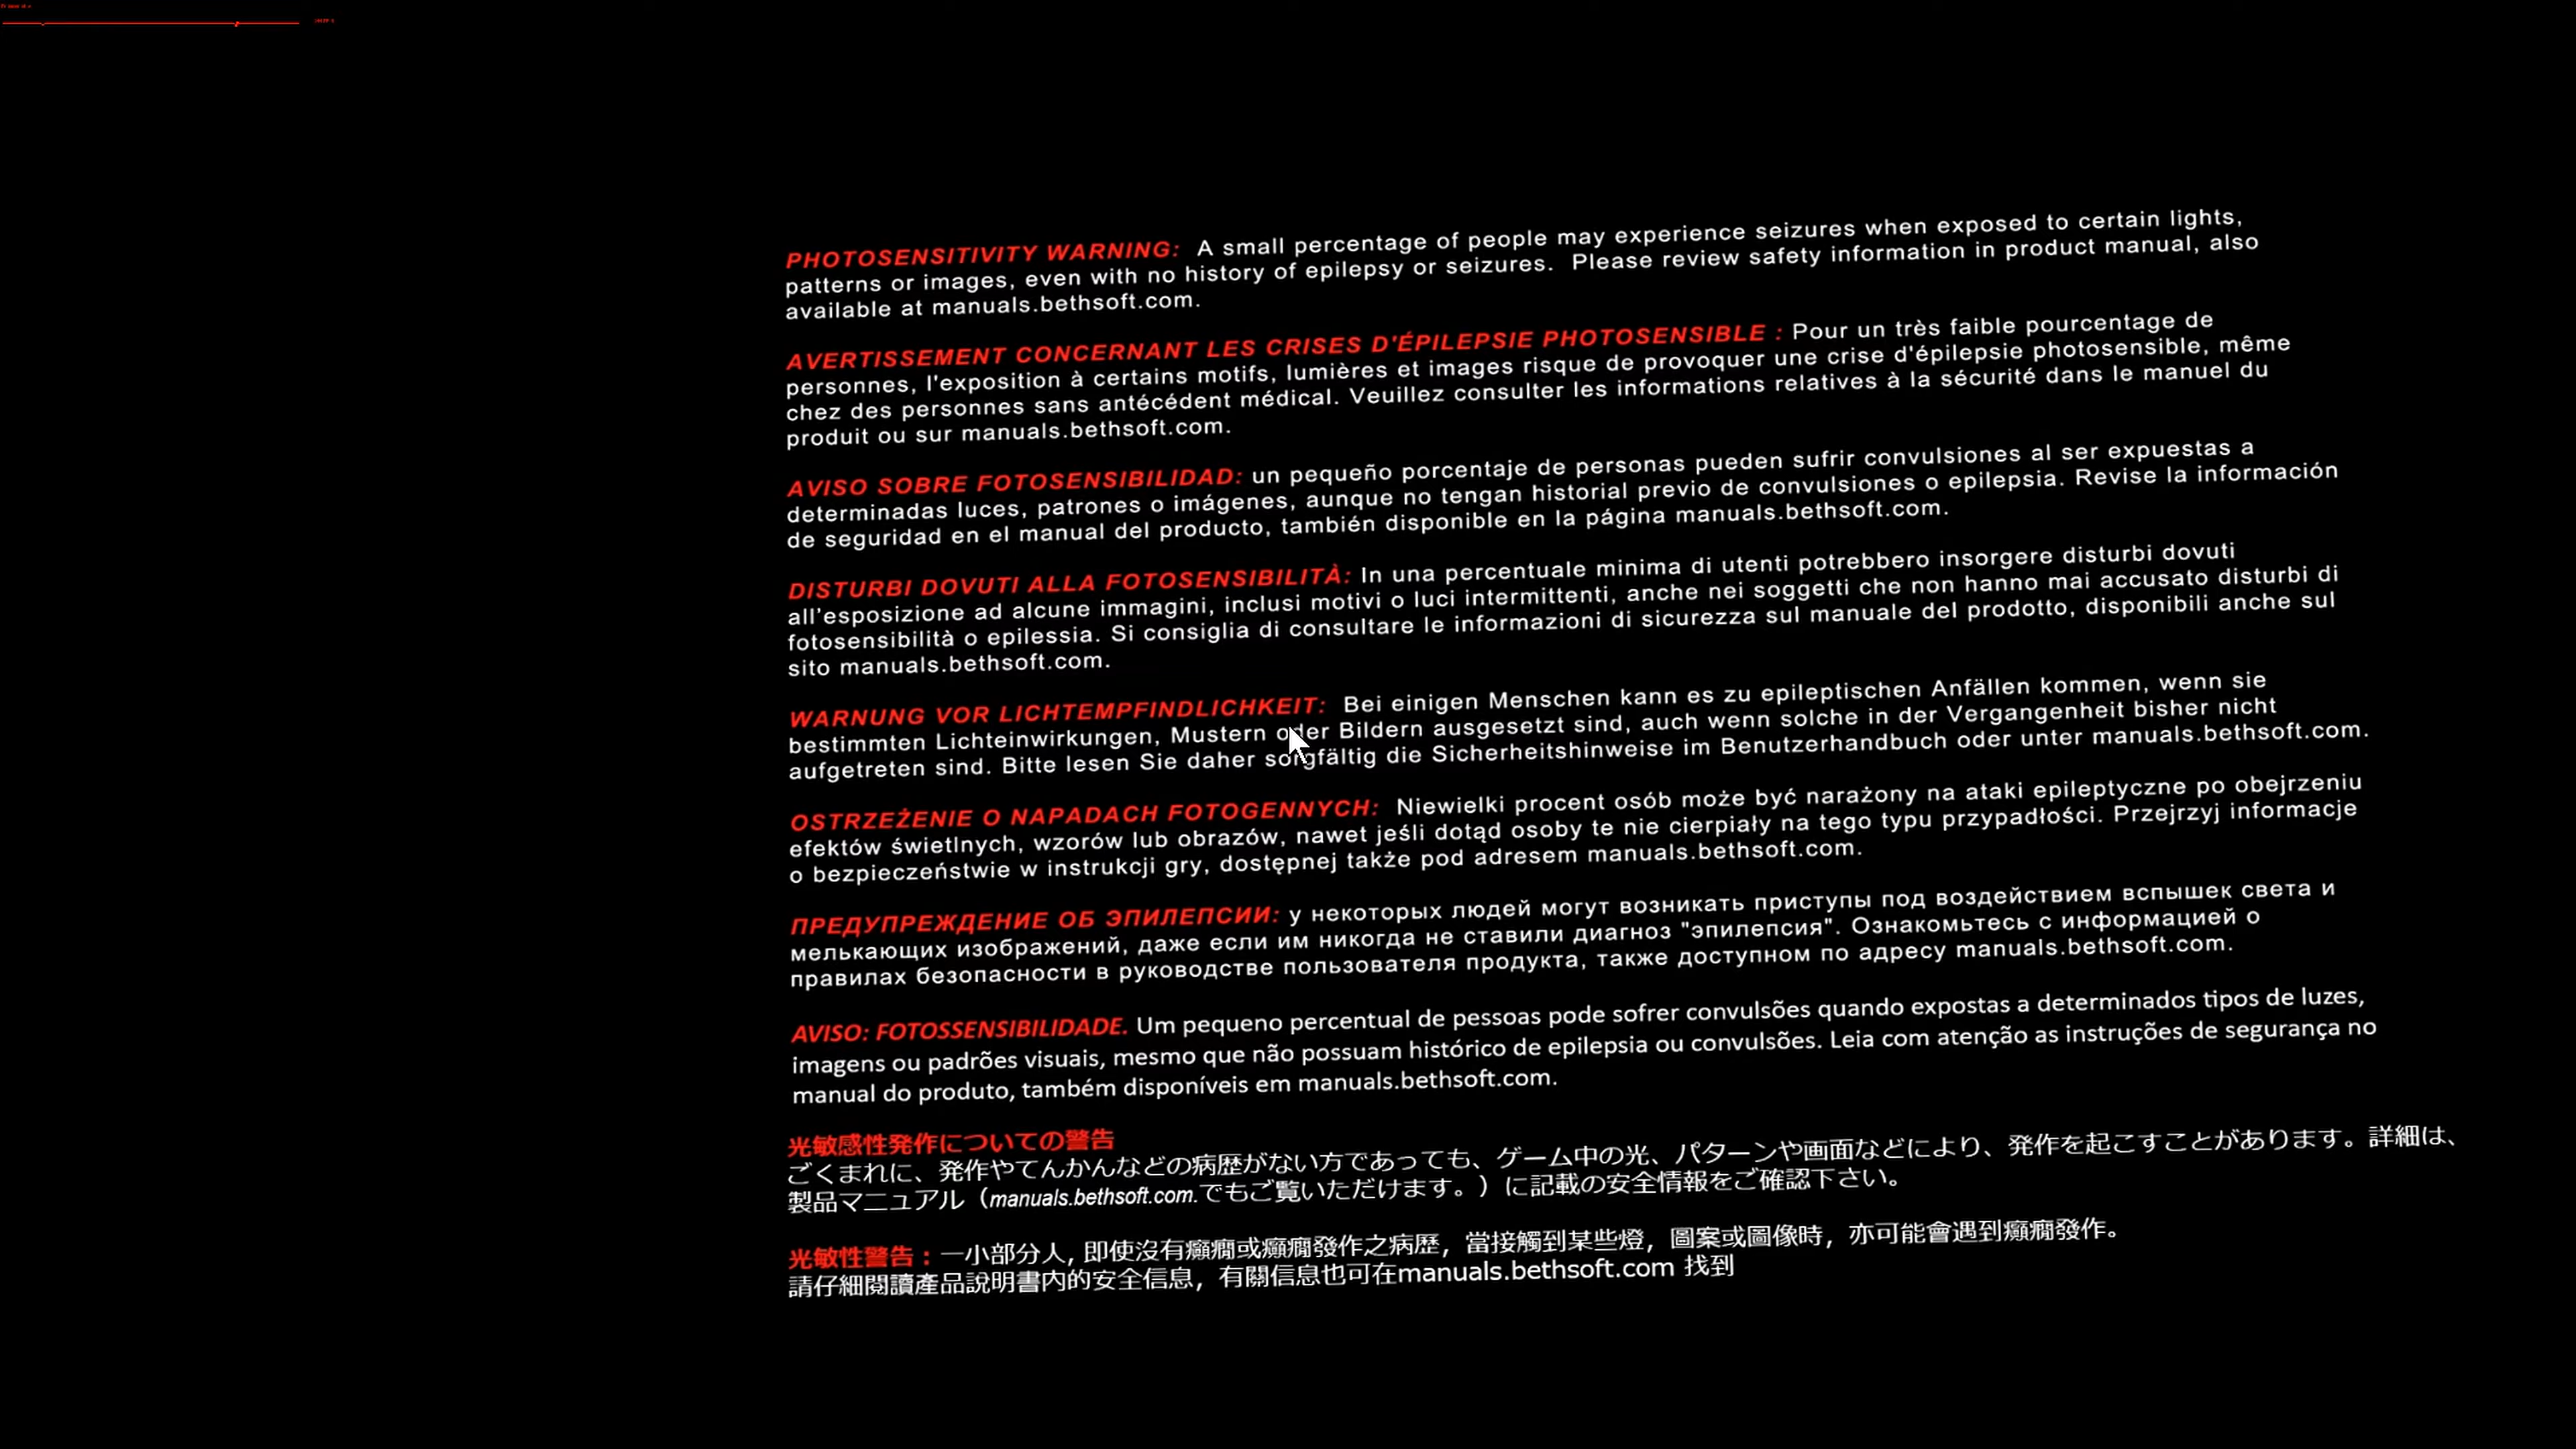 PHOTOSENSITIVITY WARNING: A small percentage of people may experience seizures when exposed to certain lights,
patterns or images, even with no history of epilepsy or seizures. Please review safety information in product manual, also
available at manuals.bethsoft.com.
AVERTISSEMENT CONCERNANT LES CRISES D'ÉPILEPSIE PHOTOSENSIBLE : Pour un très faible pourcentage de
personnes, l'exposition à certains motifs, lumières et images risque de provoquer une crise d'épilepsie photosensible, même
chez des personnes sans antécédent médical. Veuillez consulter les informations relatives à la sécurité dans le manuel du
produit ou sur manuals.bethsoft.com.
AVISO SOBRE FOTOSENSIBILIDAD: un pequeño porcentaje de personas pueden sufrir convulsiones al ser expuestas a
determinadas luces, patrones o imágenes, aunque no tengan historial previo de convulsiones o epilepsia. Revise la información
de seguridad en el manual del producto, también disponible en la página manuals.bethsoft.com.
DISTURBI DOVUTI ALLA FOTOSENSIBILITÀ: In una percentuale minima di utenti potrebbero insorgere disturbi dovuti
all'esposizione ad alcune immagini, inclusi motivi o luci intermittenti, anche nei soggetti che non hanno mai accusato disturbi di
fotosensibilità o epilessia. Si consiglia di consultare le informazioni di sicurezza sul manuale del prodotto, disponibili anche sul
sito manuals.bethsoft.com.
WARNUNG VOR LICHTEMPFINDLICHKEIT: Bei einigen Menschen kann es zu epileptischen Anfällen kommen, wenn sie
bestimmten Lichteinwirkungen, Mustern oder Bildern ausgesetzt sind, auch wenn solche in der Vergangenheit bisher nicht
aufgetreten sind. Bitte lesen Sie daher sorgfältig die Sicherheitshinweise im Benutzerhandbuch oder unter manuals.bethsoft.com.
OSTRZEŻENIE O NAPADACH FOTOGENNYCH: Niewielki procent osób może być narażony na ataki epileptyczne po obejrzeniu
efektów świetlnych, wzorów lub obrazów, nawet jeśli dotąd osoby te nie cierpiały na tego typu przypadłości. Przejrzyj informacje
o bezpieczeństwie w instrukcji gry, dostępnej także pod adresem manuals.bethsoft.com.
ПРЕДУПРЕЖДЕНИЕ ОБ ЭПИЛЕПСИИ: у некоторых людей могут возникать приступы под воздействием вспышек света и
мелькающих изображений, даже если им никогда не ставили диагноз "эпилепсия". Ознакомьтесь с информацией о
правилах безопасности в руководстве пользователя продукта, также доступном по адресу manuals.bethsoft.com.
AVISO: FOTOSSENSIBILIDADE. Um pequeno percentual de pessoas pode sofrer convulsões quando expostas a determinados tipos de luzes,
imagens ou padrões visuais, mesmo que não possuam histórico de epilepsia ou convulsões. Leia com atenção as instruções de segurança no
manual do produto, também disponíveis em manuals.bethsoft.com.
光敏感性発作についての警告
ごくまれに、発作やてんかんなどの病歴がない方であっても、ゲーム中の光、パターンや画面などにより、発作を起こすことがあります。詳細は、
製品マニュアル（manuals.bethsoft.com.でもご覧いただけます。）に記載の安全情報をご確認下さい。
光敏性警告：一小部分人, 即使沒有癲癇或癲癇發作之病歷，當接觸到某些燈，圖案或圖像時，亦可能會遇到癲癇發作。
請仔細閱讀產品說明書内的安全信息，有關信息也可在manuals.bethsoft.com 找到